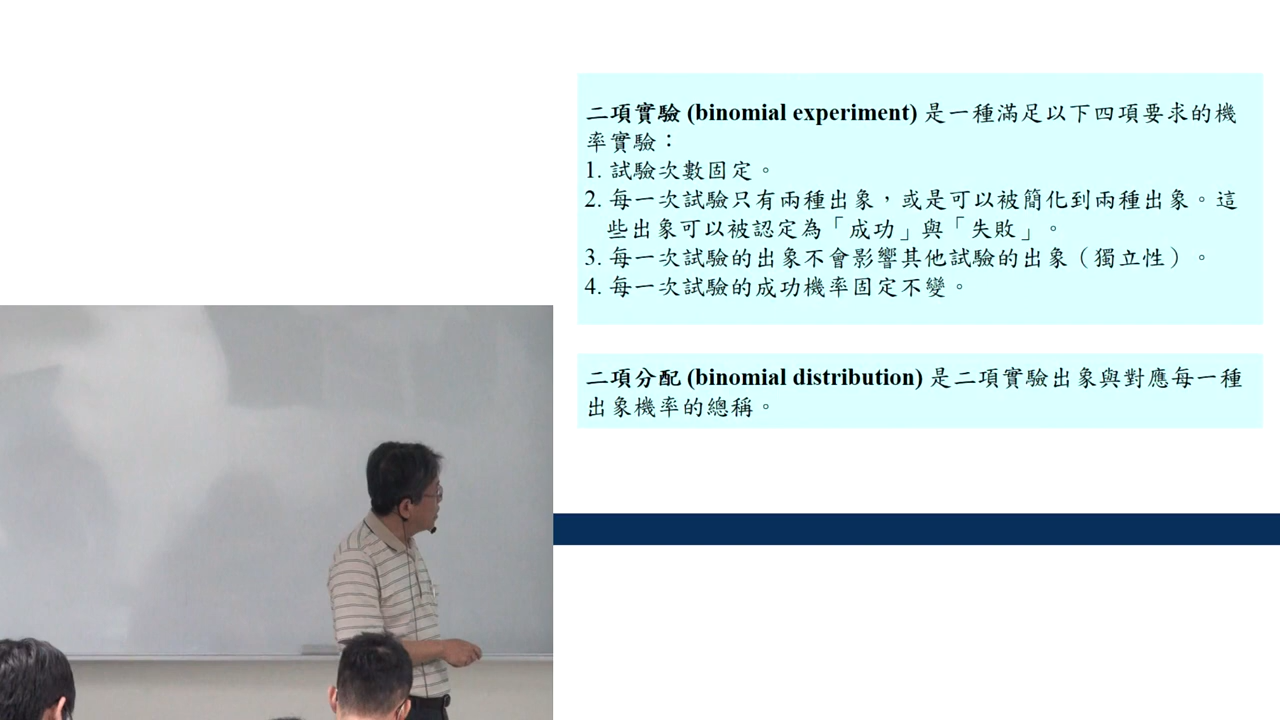 二項實驗 (binomial experiment) 是一種滿足以下四項要求的機
率實驗：
1. 試驗次數固定。
2. 每一次試驗只有兩種出象，或是可以被簡化到兩種出象。這
些出象可以被認定為「成功」與「失敗」。
3. 每一次試驗的出象不會影響其他試驗的出象（獨立性）。
4. 每一次試驗的成功機率固定不變。
二項分配 (binomial distribution) 是二項實驗出象與對應每一種
出象機率的總稱。